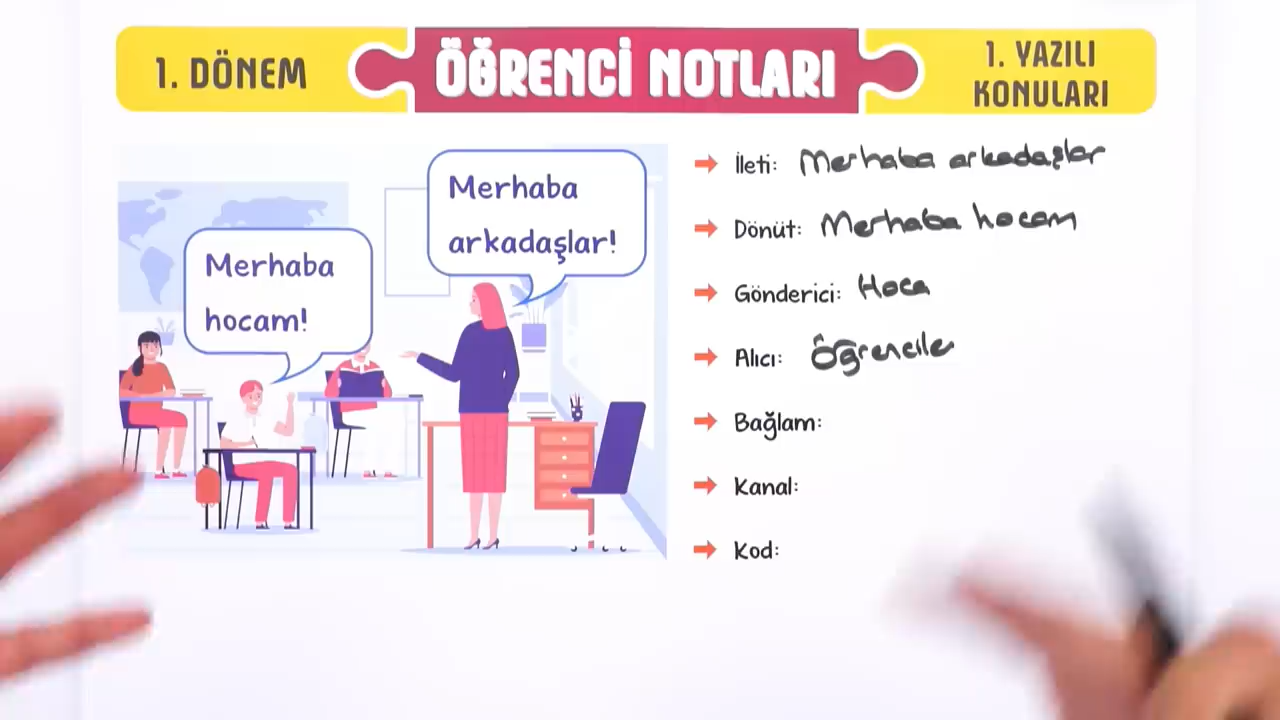 1. DÖNEM
ÖĞRENCİ NOTLARI
1. YAZILI
KONULARI
Merhaba
arkadaşlar!
Merhaba
hocam!
İleti: Merhaba arkadaşlar
Dönüt: Merhaba hocam
Gönderici: Hoca
Alıcı: Öğrenciler
Bağlam:
Kanal:
Kod: